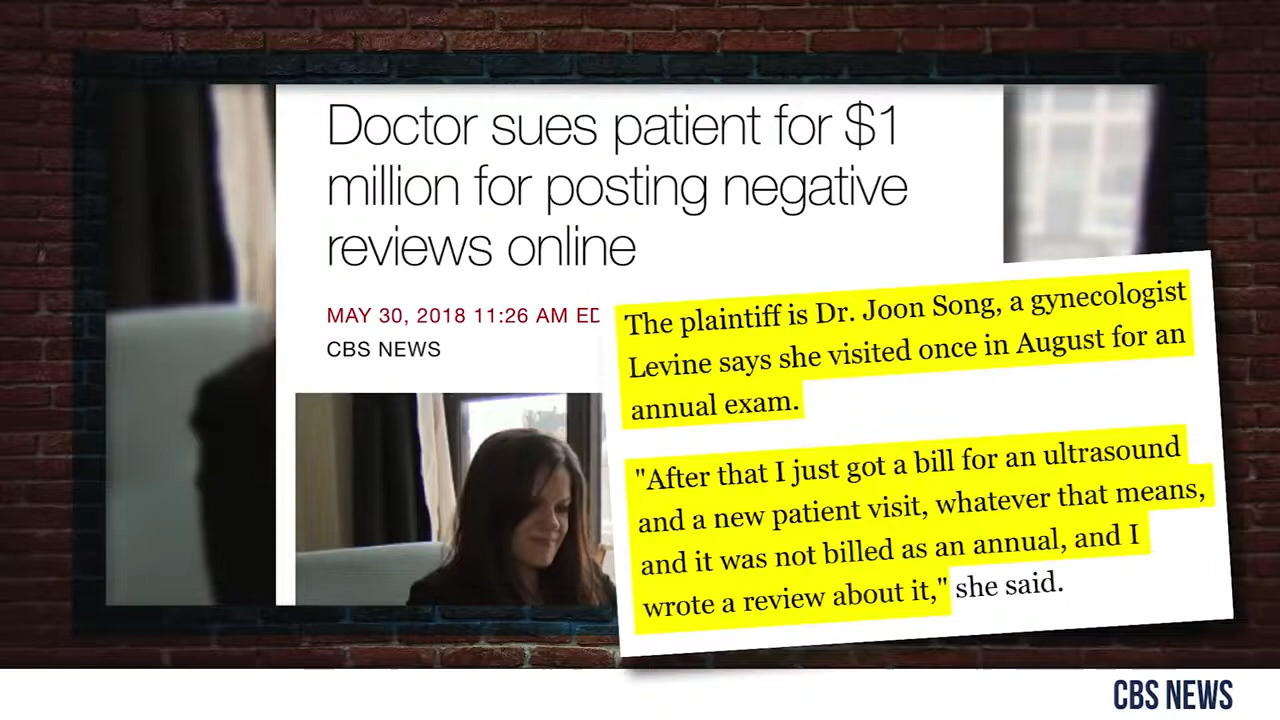 Doctor sues patient for $1
million for posting negative
reviews online
MAY 30, 2018 11:26 AM ED
CBS NEWS
The plaintiff is Dr. Joon Song, a gynecologist
Levine says she visited once in August for an
annual exam.
"After that I just got a bill for an ultrasound
and a new patient visit, whatever that means,
and it was not billed as an annual, and I
wrote a review about it," she said.
CBS NEWS